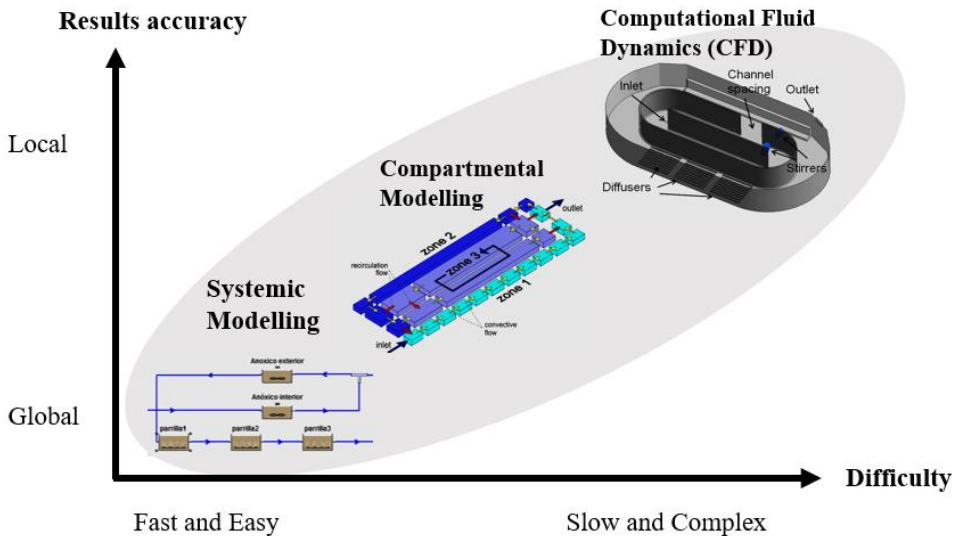 Results accuracy
Computational Fluid
Dynamics (CFD)
Inlet
Channel
spacing
Outlet
Stirrers
Diffusers
Local
Compartmental
Modelling
outlet
zone 2
recirculation
flow
zone 3
zone 1
convective
flow
inlet
Systemic
Modelling
Anoxico exterior
Anóxico interior
parrilla1
parrilla2
parrilla3
Global
Difficulty
Fast and Easy
Slow and Complex